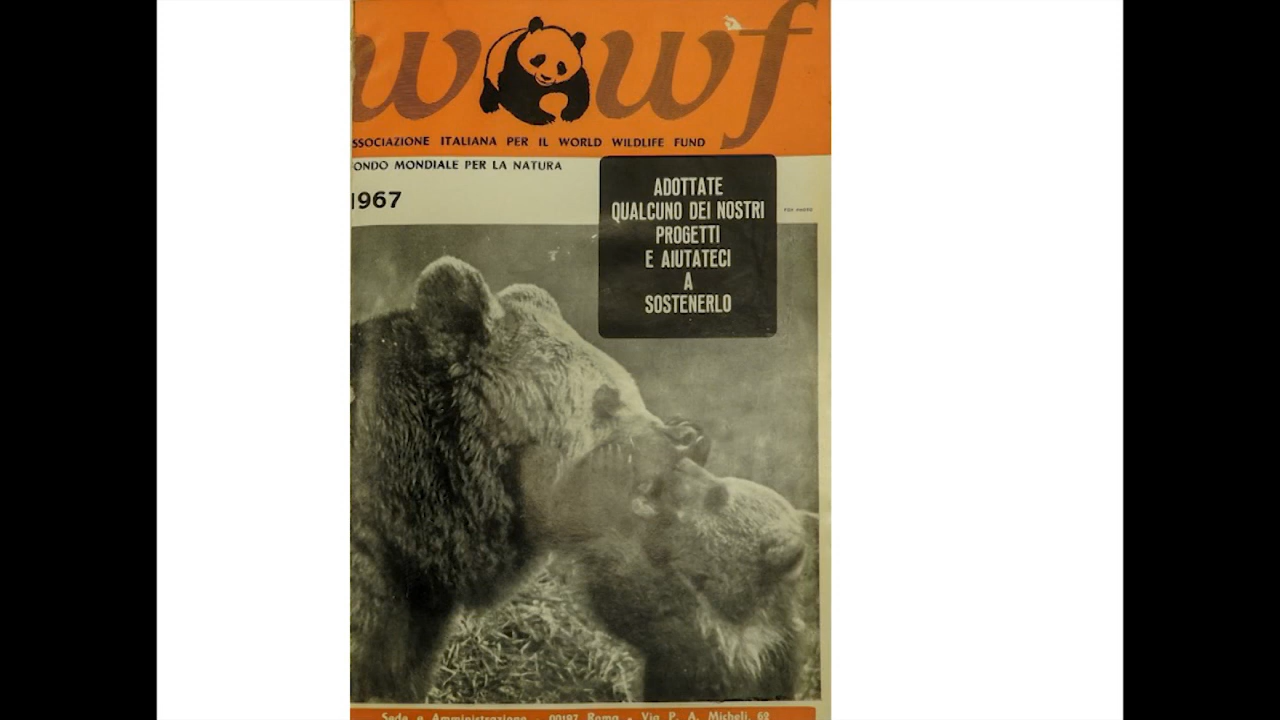 wwf
SSOCIAZIONE ITALIANA PER IL WORLD WILDLIFE FUND
ONDO MONDIALE PER LA NATURA
1967
ADOTTATE
QUALCUNO DEI NOSTRI
PROGETTI
E AIUTATECI
A
SOSTENERLO
Sede e Amministrazione - 00197 Roma - Via P. A. Micheli, 62